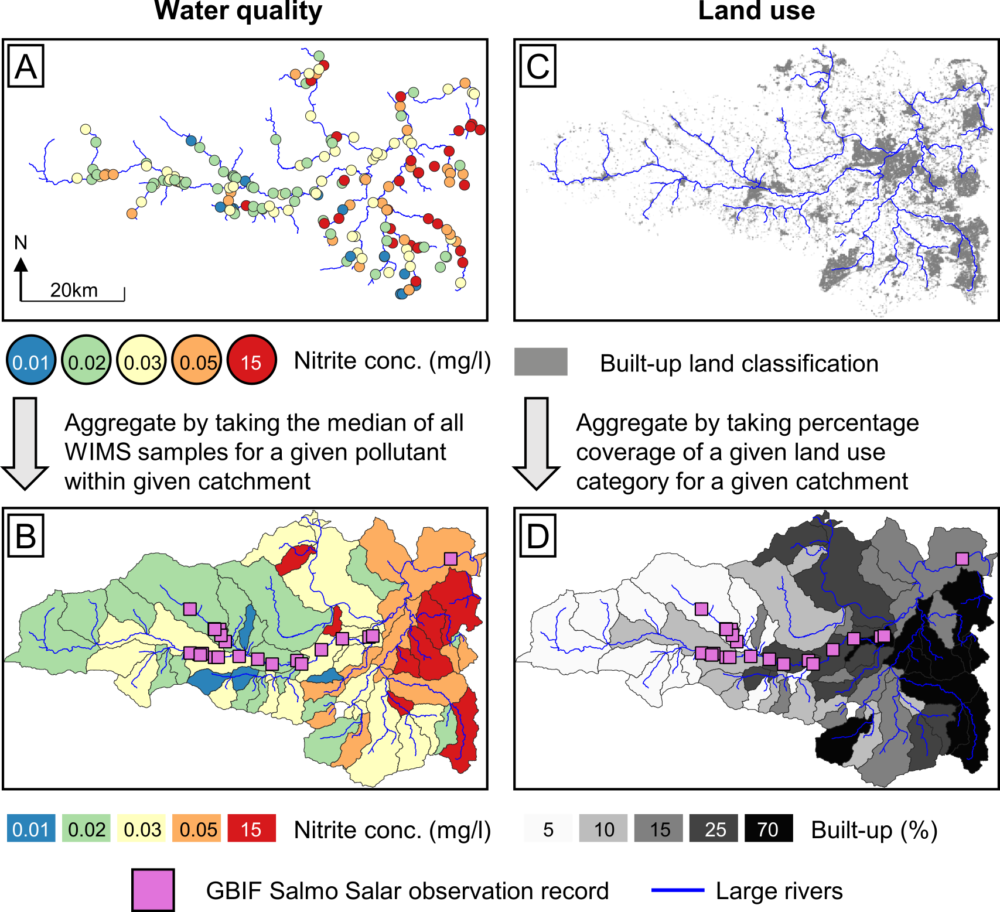 Water quality
Land use
A
C
N
20km
0.01 0.02 0.03 0.05 15 Nitrite conc. (mg/l)
Built-up land classification
Aggregate by taking the median of all
WIMS samples for a given pollutant
within given catchment
Aggregate by taking percentage
coverage of a given land use
category for a given catchment
B
D
0.01 0.02 0.03 0.05 15 Nitrite conc. (mg/l)
5 10 15 25 70 Built-up (%)
GBIF Salmo Salar observation record
Large rivers